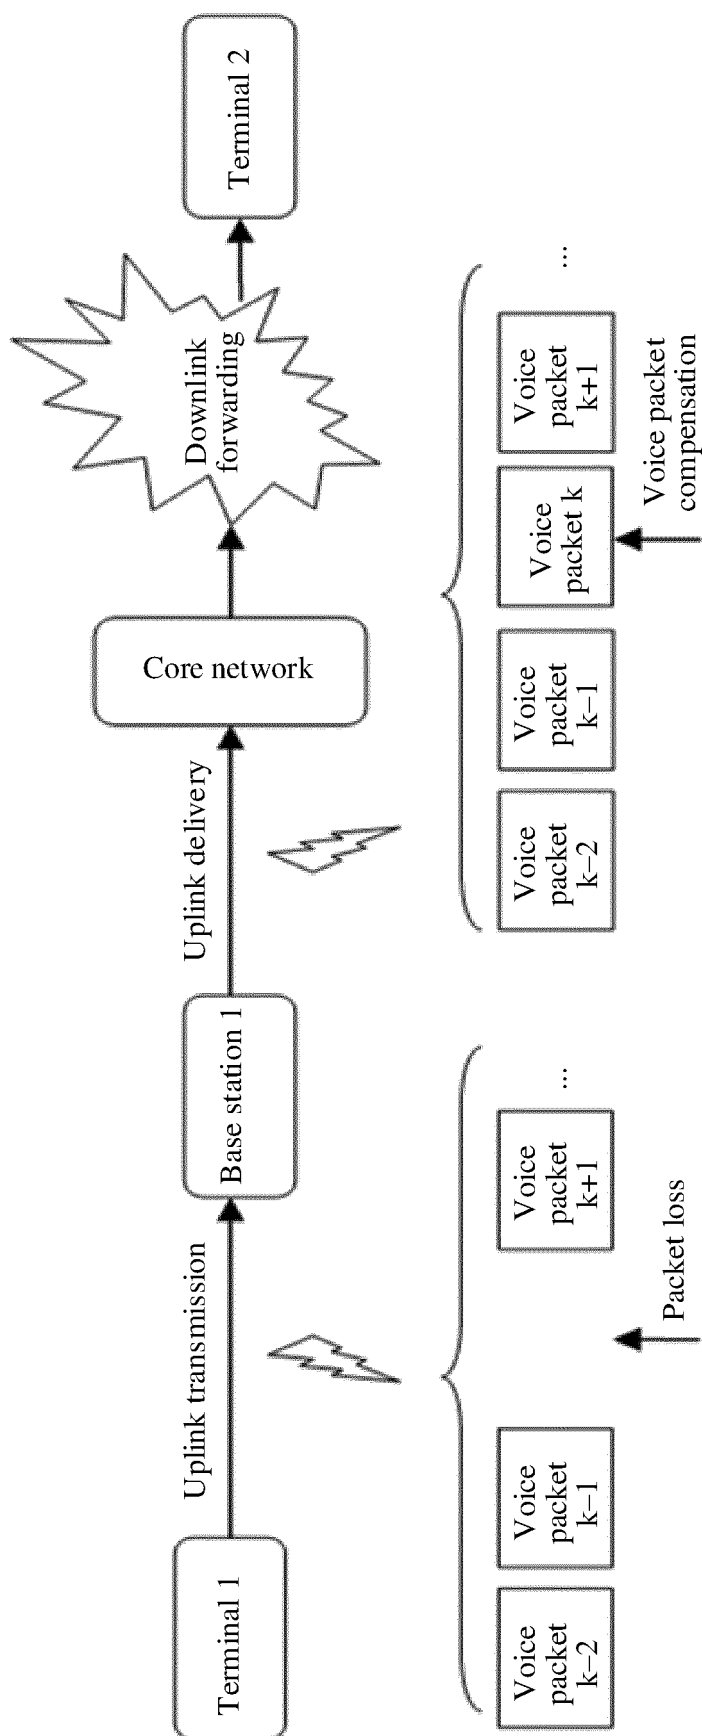 Terminal 1
Uplink transmission
Base station 1
Uplink delivery
Core network
Downlink
forwarding
Terminal 2
Voice
packet
k−2
Voice
packet
k−1
Voice
packet
k+1
...
Packet loss
Voice
packet
k−2
Voice
packet
k−1
Voice
packet k
Voice
packet
k+1
...
Voice packet
compensation